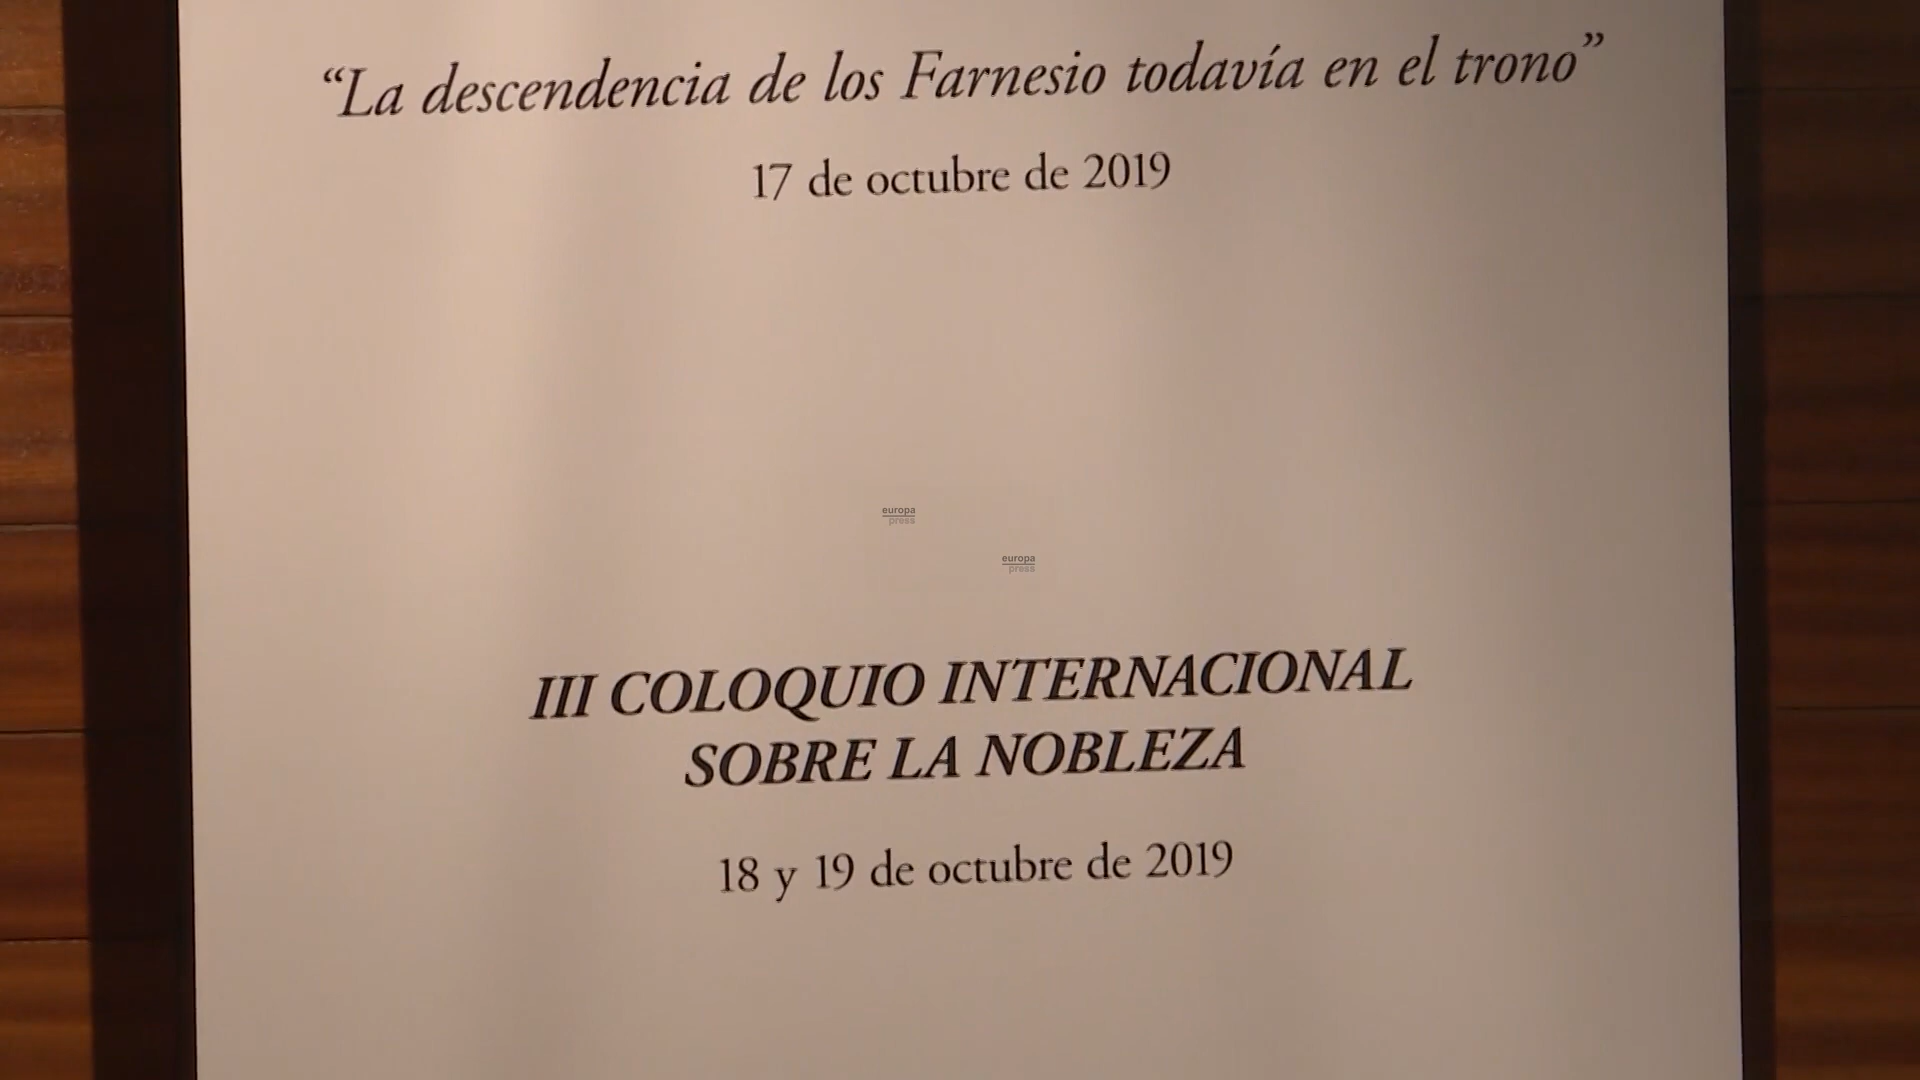 “La descendencia de los Farnesio todavía en el trono”
17 de octubre de 2019
europa
press
europa
press
III COLOQUIO INTERNACIONAL
SOBRE LA NOBLEZA
18 y 19 de octubre de 2019